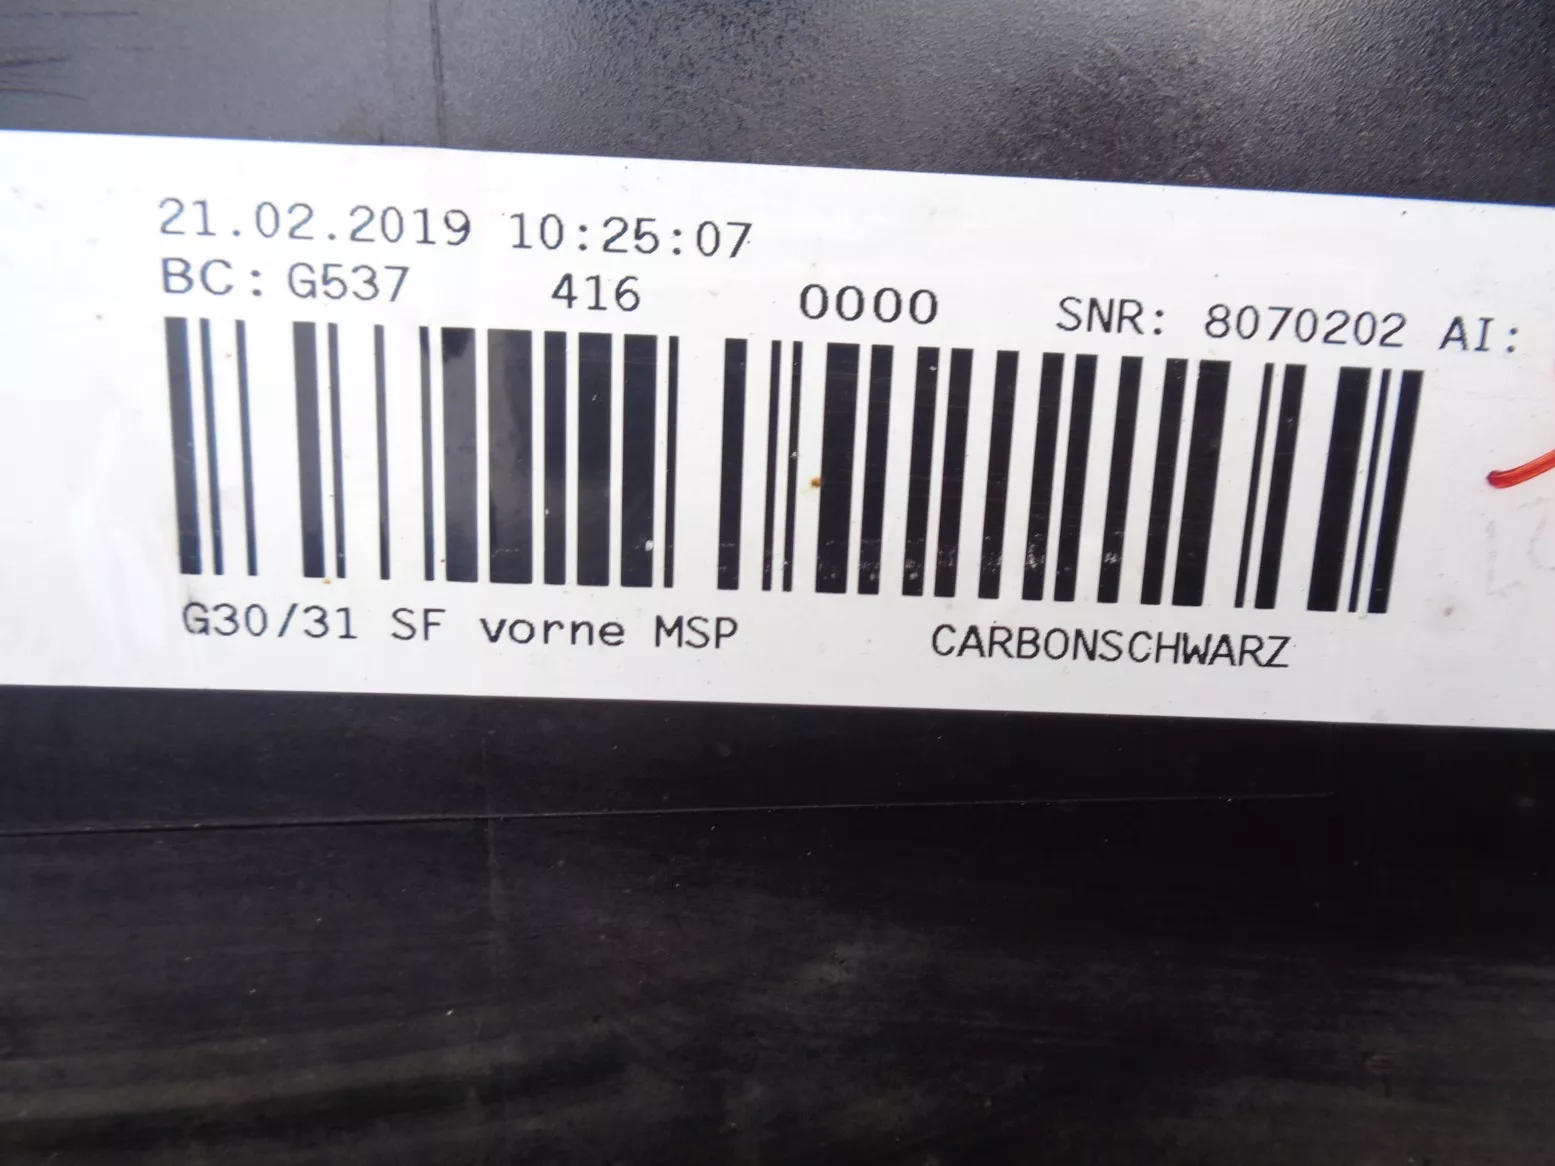 21.02.2019 10:25:07
BC: G537 416 0000 SNR: 8070202 AI:
G30/31 SF vorne MSP CARBONSCHWARZ